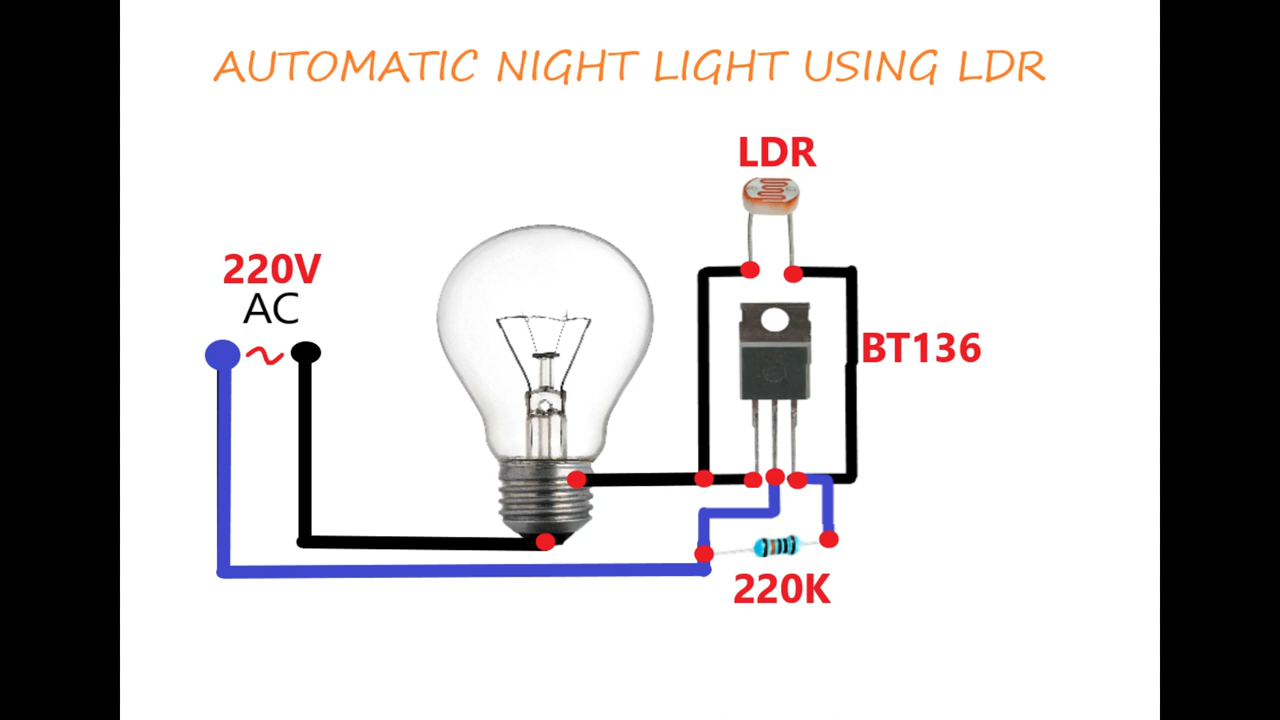 AUTOMATIC NIGHT LIGHT USING LDR
LDR
220V
AC
BT136
220K